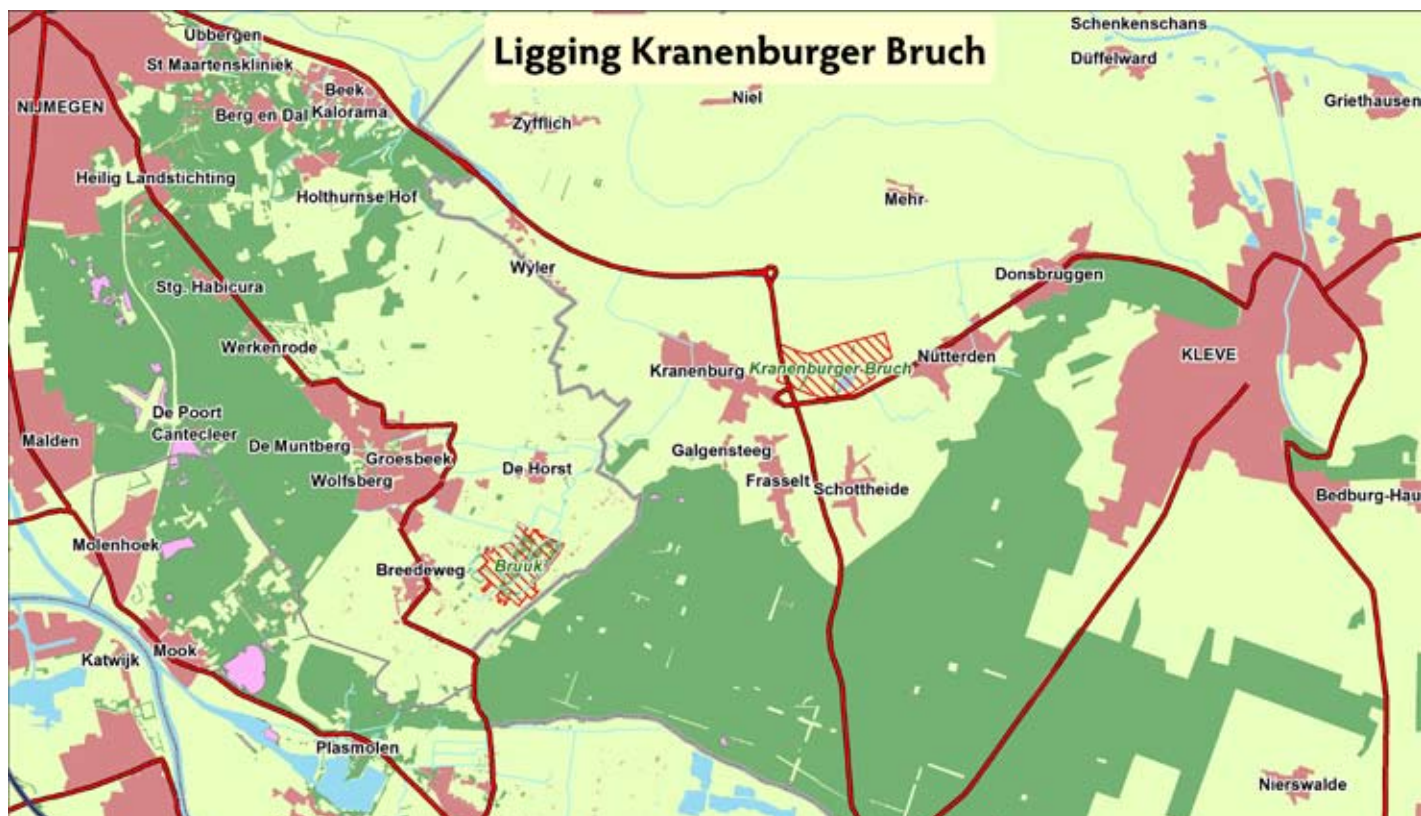 Ligging Kranenburger Bruch
Schenkenschans
Übbergen
Düffelward
St Maartenskliniek
Beek
Niel
Griethausen
NIJMEGEN
Berg en Dal
Kalorama
Zyfflich
Heilig Landstichting
Holthurnse Hof
Mehr
Wyler
Donsbruggen
Stg. Habicura
Werkenrode
Kranenburg
Kranenburger Bruch
Nütterden
KLEVE
De Poort
Cantecleer
Malden
De Muntberg
Groesbeek
Wolfsberg
De Horst
Galgensteeg
Frasselt
Schottheide
Bedburg-Hau
Molenhoek
Breedeweg
Bruuk
Katwijk
Mook
Plasmolen
Nierswalde